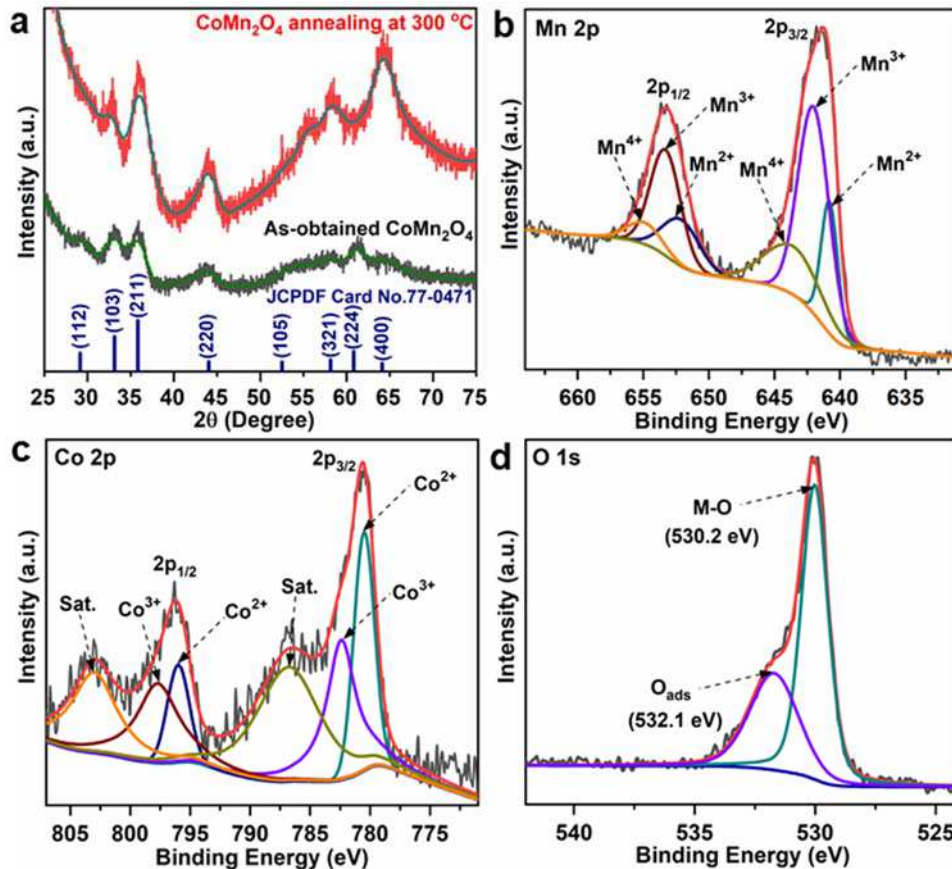 a
CoMn₂O₄ annealing at 300 °C
As-obtained CoMn₂O₄
JCPDF Card No.77-0471
(112)
(103)
(211)
(220)
(105)
(321)
(224)
(400)
Intensity (a.u.)
25 30 35 40 45 50 55 60 65 70 75
2θ (Degree)
b
Mn 2p
2p₃/₂
Mn³⁺
2p₁/₂
Mn³⁺
Mn⁴⁺
Mn²⁺
Mn⁴⁺
Mn²⁺
Intensity (a.u.)
660 655 650 645 640 635
Binding Energy (eV)
c
Co 2p
2p₃/₂
Co²⁺
2p₁/₂
Sat.
Co³⁺
Co²⁺
Sat.
Co³⁺
Intensity (a.u.)
805 800 795 790 785 780 775
Binding Energy (eV)
d
O 1s
M-O
(530.2 eV)
Oads
(532.1 eV)
Intensity (a.u.)
540 535 530 525
Binding Energy (eV)